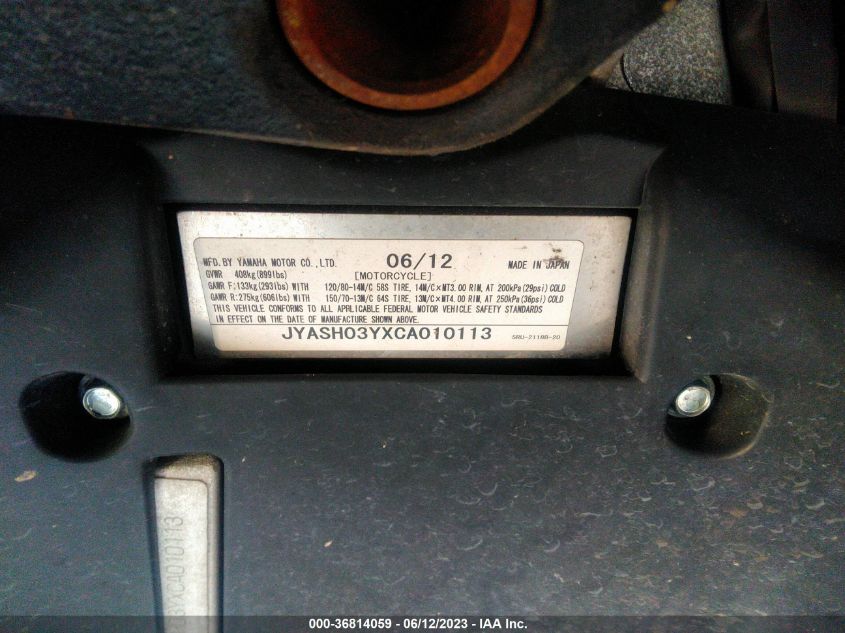 MFD. BY YAMAHA MOTOR CO.,LTD. 06/12 MADE IN JAPAN
GVWR 408kg(899lbs) [MOTORCYCLE]
GAWR F:133kg(293lbs) WITH 120/80-14M/C 58S TIRE, 14M/C×MT3.00 RIM, AT 200kPa(29psi) COLD
GAWR R:275kg(606lbs) WITH 150/70-13M/C 64S TIRE, 13M/C×MT4.00 RIM, AT 250kPa(36psi) COLD
THIS VEHICLE CONFORMS TO ALL APPLICABLE FEDERAL MOTOR VEHICLE SAFETY STANDARDS
IN EFFECT ON THE DATE OF MANUFACTURE SHOWN ABOVE.
JYASH03YXCA010113 5RU-2118B-20
YXCA010113
000-36814059 - 06/12/2023 - IAA Inc.